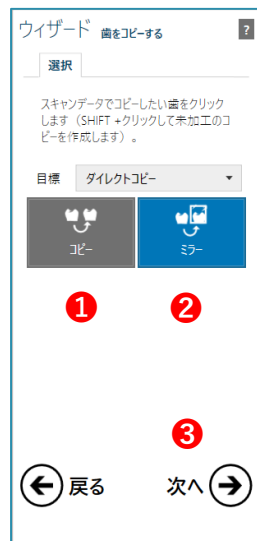 ウィザード 歯をコピーする ?
選択
スキャンデータでコピーしたい歯をクリック
します（SHIFT +クリックして未加工のコ
ピーを作成します）。
目標 ダイレクトコピー
コピー ミラー
1 2
3
戻る 次へ